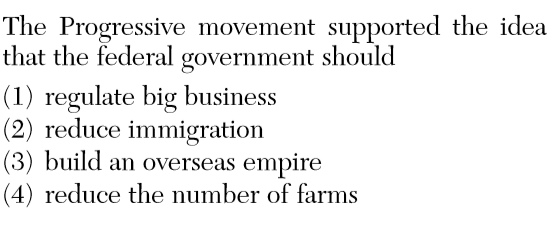 The Progressive movement supported the idea
that the federal government should
(1) regulate big business
(2) reduce immigration
(3) build an overseas empire
(4) reduce the number of farms